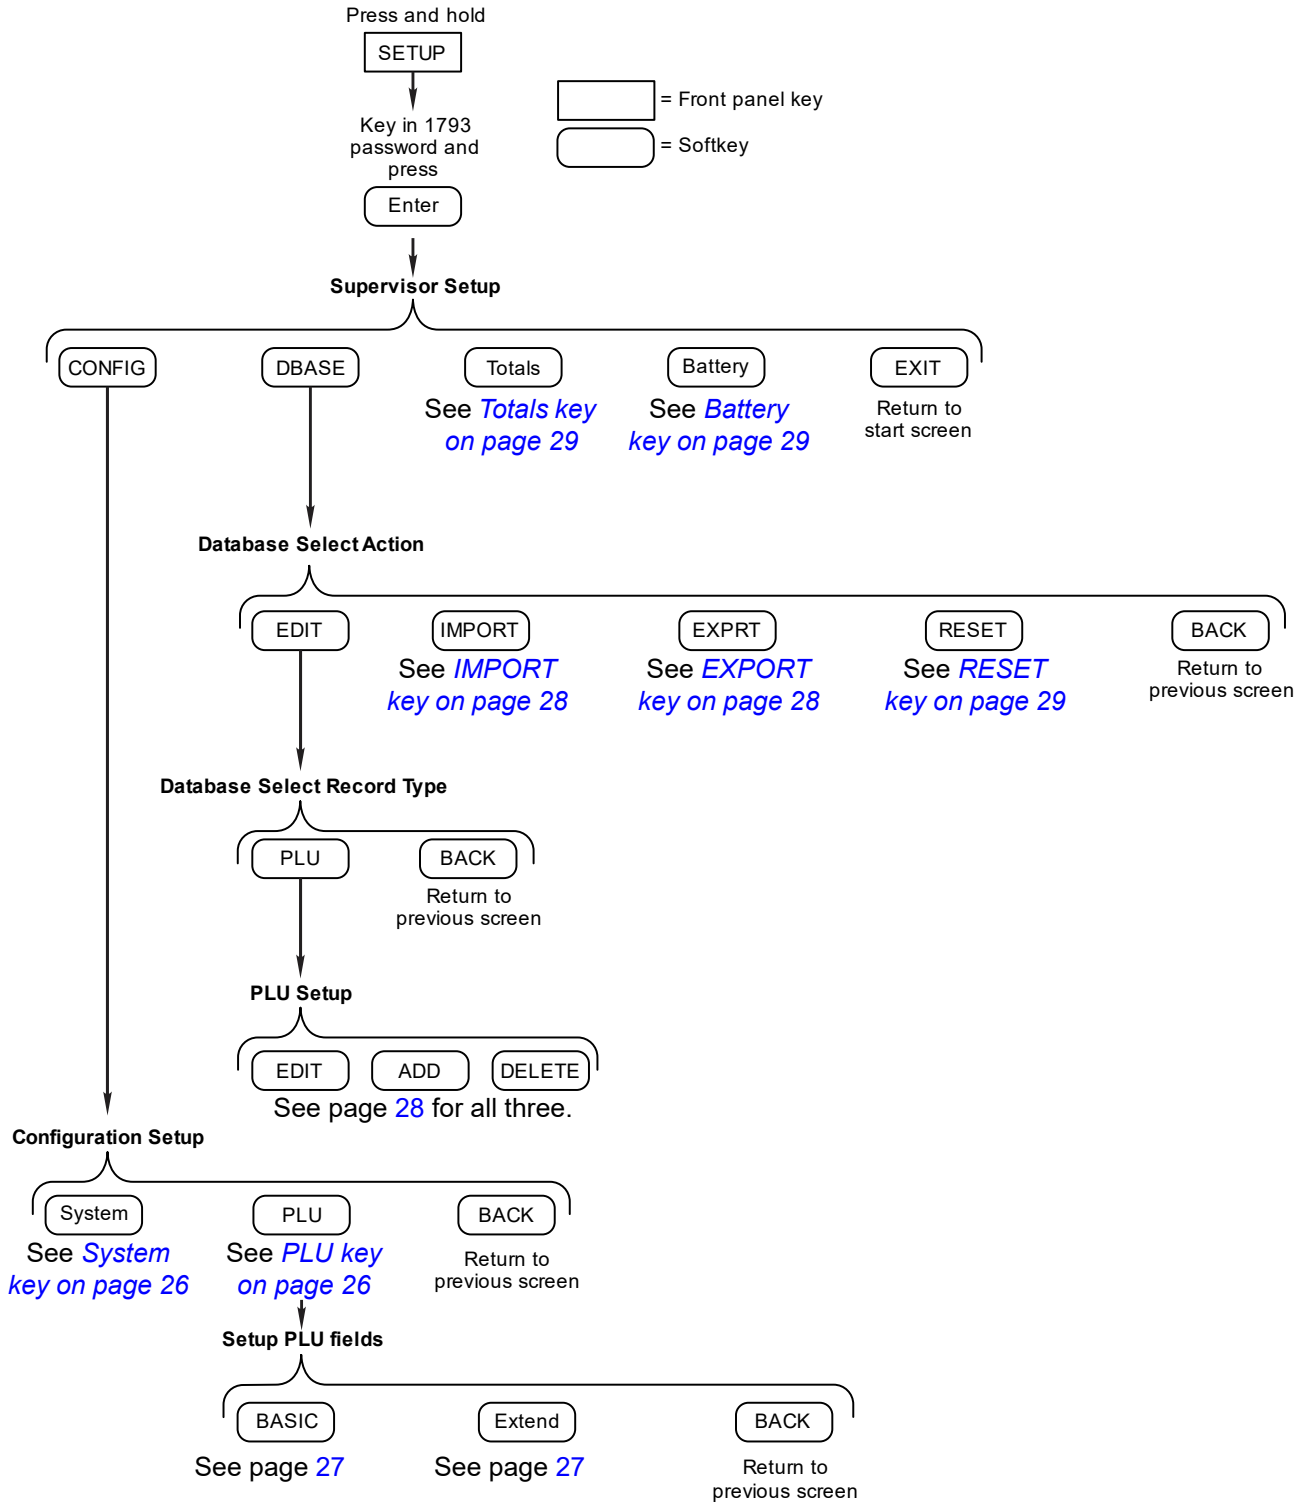 Press and hold
SETUP
Key in 1793
password and
press
Enter
= Front panel key
= Softkey
Supervisor Setup
CONFIG
DBASE
Totals
See Totals key
on page 29
Battery
See Battery
key on page 29
EXIT
Return to
start screen
Database Select Action
EDIT
IMPORT
See IMPORT
key on page 28
EXPRT
See EXPORT
key on page 28
RESET
See RESET
key on page 29
BACK
Return to
previous screen
Database Select Record Type
PLU
BACK
Return to
previous screen
PLU Setup
EDIT
ADD
DELETE
See page 28 for all three.
Configuration Setup
System
See System
key on page 26
PLU
See PLU key
on page 26
BACK
Return to
previous screen
Setup PLU fields
BASIC
See page 27
Extend
See page 27
BACK
Return to
previous screen